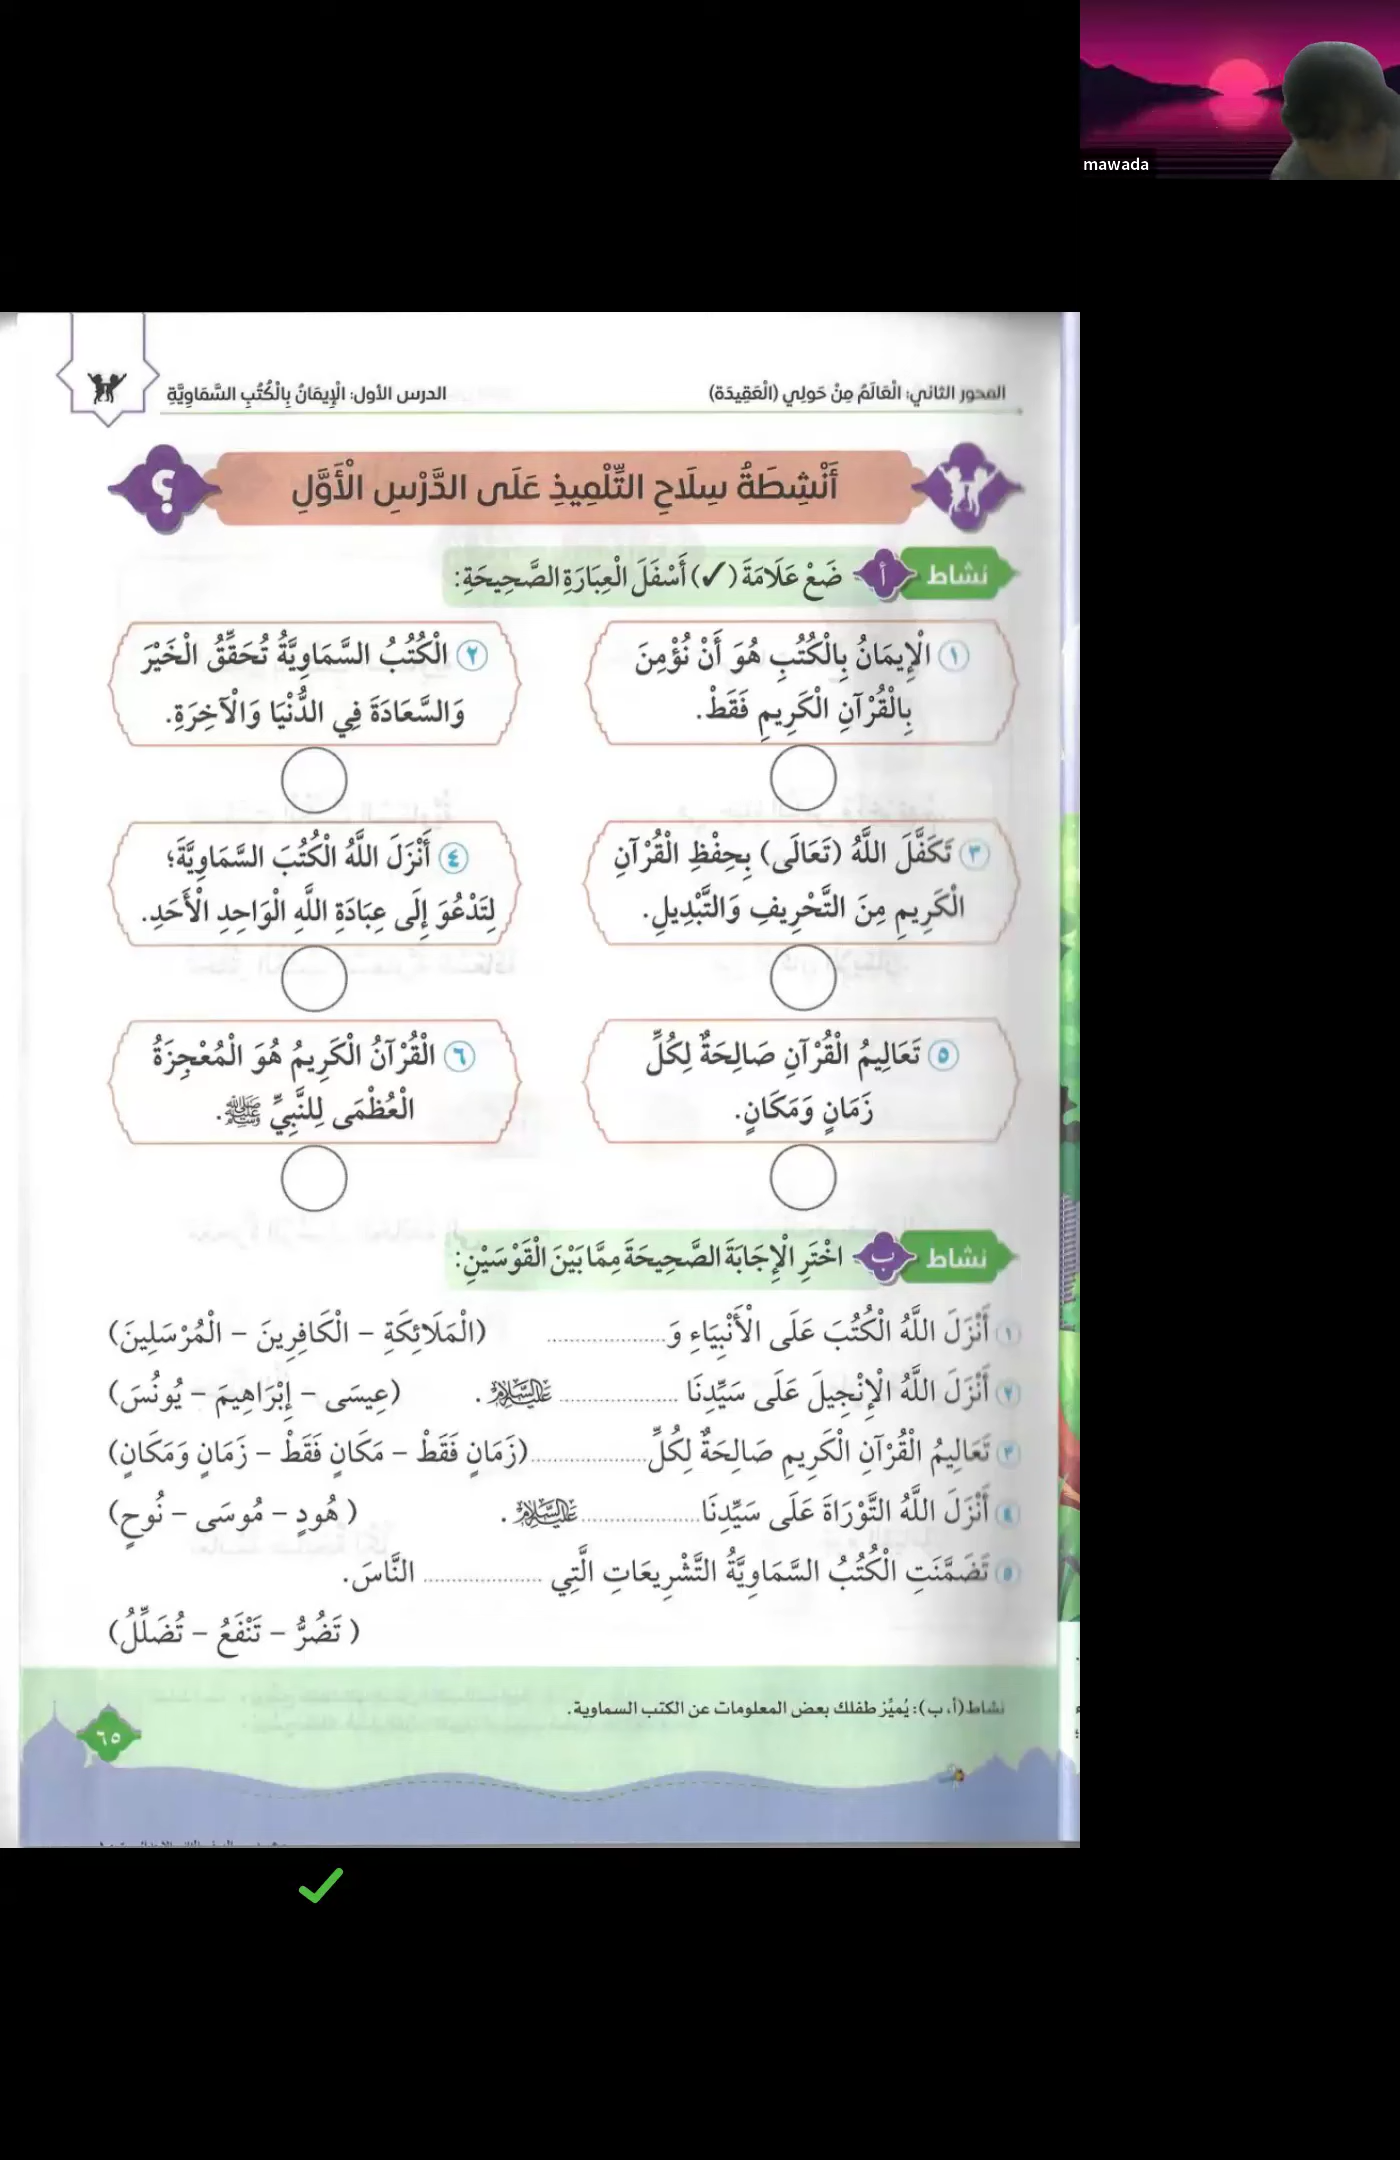 mawada
المحور الثاني: الْعَالَمُ مِنْ حَولِي (الْعَقِيدَة)
الدرس الأول: الْإِيمَانُ بِالْكُتُبِ السَّمَاوِيَّةِ
أَنْشِطَةُ سِلَاحِ التِّلْمِيذِ عَلَى الدَّرْسِ الْأَوَّلِ
؟
نشاط أ ضَعْ عَلَامَةَ (✓) أَسْفَلَ الْعِبَارَةِ الصَّحِيحَةِ:
١ الْإِيمَانُ بِالْكُتُبِ هُوَ أَنْ نُؤْمِنَ
بِالْقُرْآنِ الْكَرِيمِ فَقَطْ.
٢ الْكُتُبُ السَّمَاوِيَّةُ تُحَقِّقُ الْخَيْرَ
وَالسَّعَادَةَ فِي الدُّنْيَا وَالْآخِرَةِ.
٣ تَكَفَّلَ اللَّهُ (تَعَالَى) بِحِفْظِ الْقُرْآنِ
الْكَرِيمِ مِنَ التَّحْرِيفِ وَالتَّبْدِيلِ.
٤ أَنْزَلَ اللَّهُ الْكُتُبَ السَّمَاوِيَّةَ؛
لِتَدْعُوَ إِلَى عِبَادَةِ اللَّهِ الْوَاحِدِ الْأَحَدِ.
٥ تَعَالِيمُ الْقُرْآنِ صَالِحَةٌ لِكُلِّ
زَمَانٍ وَمَكَانٍ.
٦ الْقُرْآنُ الْكَرِيمُ هُوَ الْمُعْجِزَةُ
الْعُظْمَى لِلنَّبِيِّ ﷺ.
نشاط ب اخْتَرِ الْإِجَابَةَ الصَّحِيحَةَ مِمَّا بَيْنَ الْقَوْسَيْنِ:
١ أَنْزَلَ اللَّهُ الْكُتُبَ عَلَى الْأَنْبِيَاءِ وَ.................... (الْمَلَائِكَةِ – الْكَافِرِينَ – الْمُرْسَلِينَ)
٢ أَنْزَلَ اللَّهُ الْإِنْجِيلَ عَلَى سَيِّدِنَا .................... عَلَيْهِ السَّلَامُ. (عِيسَى – إِبْرَاهِيمَ – يُونُسَ)
٣ تَعَالِيمُ الْقُرْآنِ الْكَرِيمِ صَالِحَةٌ لِكُلِّ....................(زَمَانٍ فَقَطْ – مَكَانٍ فَقَطْ – زَمَانٍ وَمَكَانٍ)
٤ أَنْزَلَ اللَّهُ التَّوْرَاةَ عَلَى سَيِّدِنَا .................... عَلَيْهِ السَّلَامُ. ( هُودٍ – مُوسَى – نُوحٍ)
٥ تَضَمَّنَتِ الْكُتُبُ السَّمَاوِيَّةُ التَّشْرِيعَاتِ الَّتِي .................... النَّاسَ.
( تَضُرُّ – تَنْفَعُ – تُضَلِّلُ)
نشاط (أ، ب): يُميِّز طفلك بعض المعلومات عن الكتب السماوية.
٦٥